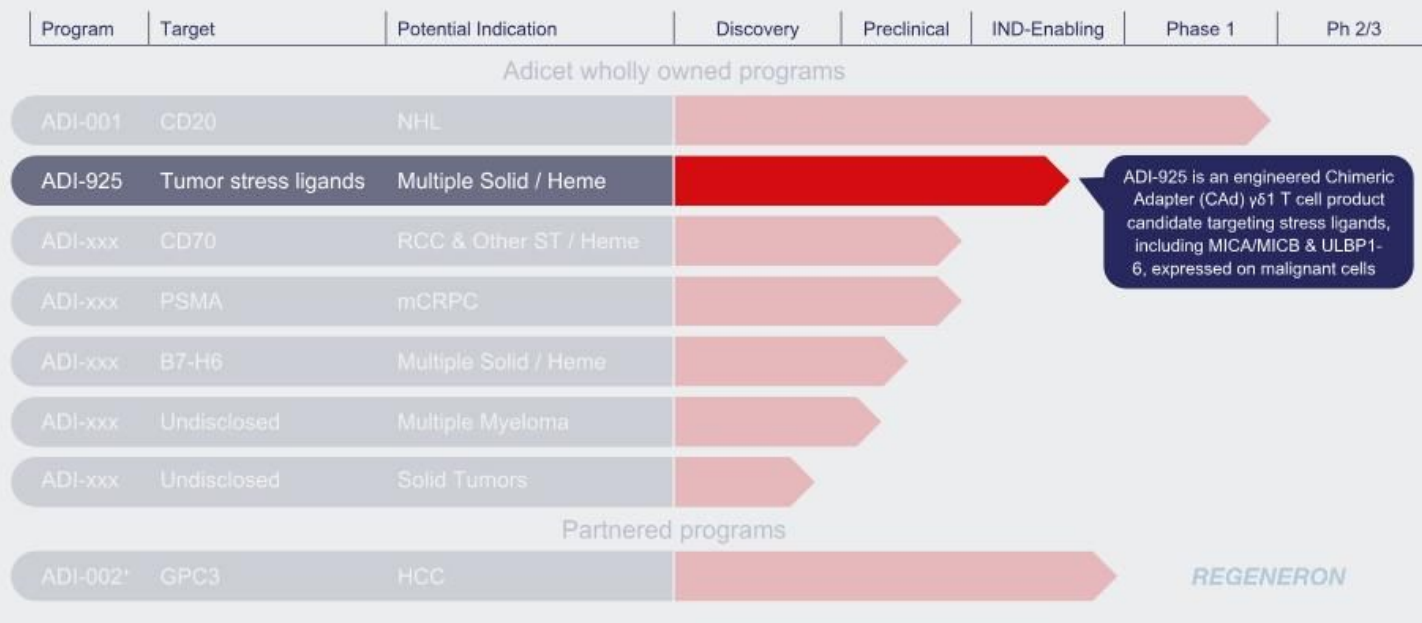 Program Target Potential Indication Discovery Preclinical IND-Enabling Phase 1 Ph 2/3
Adicet wholly owned programs
ADI-001 CD20 NHL
ADI-925 Tumor stress ligands Multiple Solid / Heme
ADI-925 is an engineered Chimeric
Adapter (CAd) γδ1 T cell product
candidate targeting stress ligands,
including MICA/MICB & ULBP1-
6, expressed on malignant cells
ADI-xxx CD70 RCC & Other ST / Heme
ADI-xxx PSMA mCRPC
ADI-xxx B7-H6 Multiple Solid / Heme
ADI-xxx Undisclosed Multiple Myeloma
ADI-xxx Undisclosed Solid Tumors
Partnered programs
ADI-002* GPC3 HCC REGENERON